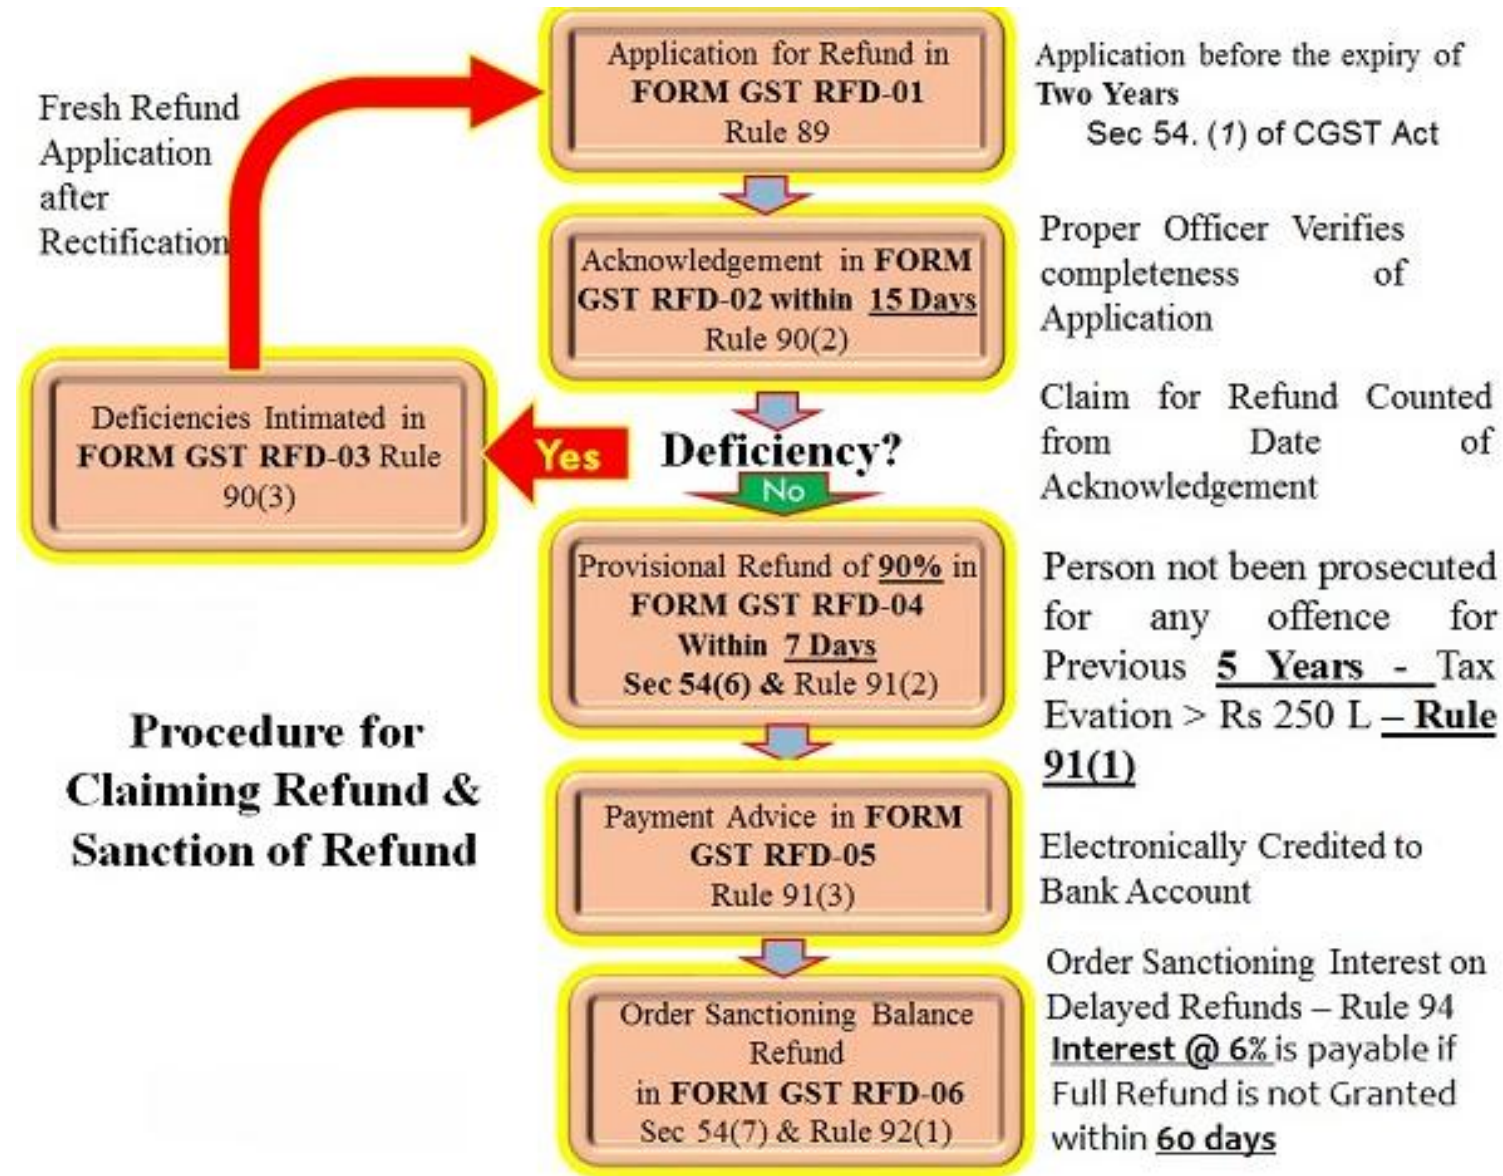 Application for Refund in
FORM GST RFD-01
Rule 89
Application before the expiry of
Two Years
Sec 54. (1) of CGST Act
Fresh Refund
Application
after
Rectification
Acknowledgement in FORM
GST RFD-02 within 15 Days
Rule 90(2)
Proper Officer Verifies
completeness of
Application
Deficiencies Intimated in
FORM GST RFD-03 Rule
90(3)
Yes
Deficiency?
No
Claim for Refund Counted
from Date of
Acknowledgement
Provisional Refund of 90% in
FORM GST RFD-04
Within 7 Days
Sec 54(6) & Rule 91(2)
Person not been prosecuted
for any offence for
Previous 5 Years - Tax
Evation > Rs 250 L – Rule
91(1)
Procedure for
Claiming Refund &
Sanction of Refund
Payment Advice in FORM
GST RFD-05
Rule 91(3)
Electronically Credited to
Bank Account
Order Sanctioning Balance
Refund
in FORM GST RFD-06
Sec 54(7) & Rule 92(1)
Order Sanctioning Interest on
Delayed Refunds – Rule 94
Interest @ 6% is payable if
Full Refund is not Granted
within 60 days